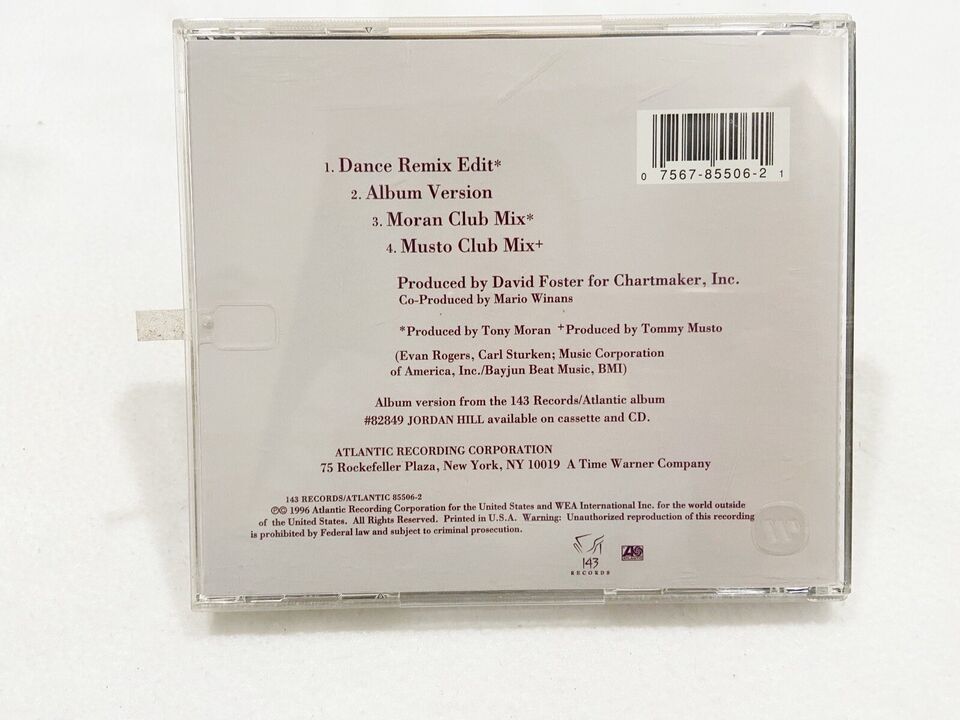 0 7567-85506-2 1
1. Dance Remix Edit*
2. Album Version
3. Moran Club Mix*
4. Musto Club Mix+
Produced by David Foster for Chartmaker, Inc.
Co-Produced by Mario Winans
*Produced by Tony Moran +Produced by Tommy Musto
(Evan Rogers, Carl Sturken; Music Corporation
of America, Inc./Bayjun Beat Music, BMI)
Album version from the 143 Records/Atlantic album
#82849 JORDAN HILL available on cassette and CD.
ATLANTIC RECORDING CORPORATION
75 Rockefeller Plaza, New York, NY 10019 A Time Warner Company
143 RECORDS/ATLANTIC 85506-2
℗© 1996 Atlantic Recording Corporation for the United States and WEA International Inc. for the world outside
of the United States. All Rights Reserved. Printed in U.S.A. Warning: Unauthorized reproduction of this recording
is prohibited by Federal law and subject to criminal prosecution.
143
RECORDS
ATLANTIC